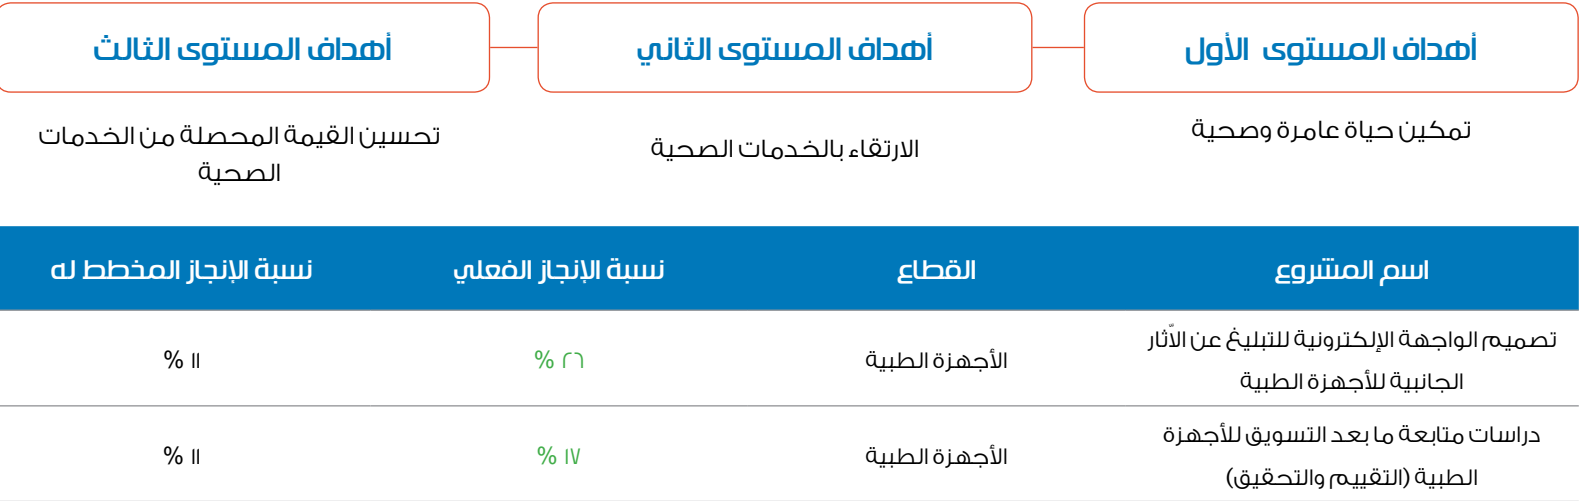 أهداف المستوى الأول
أهداف المستوى الثاني
أهداف المستوى الثالث
تمكين حياة عامرة وصحية
الارتقاء بالخدمات الصحية
تحسين القيمة المحصلة من الخدمات
الصحية
اسم المشروع القطاع نسبة الإنجاز الفعلي نسبة الإنجاز المخطط له
تصميم الواجهة الإلكترونية للتبليغ عن الآثار
الجانبية للأجهزة الطبية
الأجهزة الطبية
٢٦ %
١١ %
دراسات متابعة ما بعد التسويق للأجهزة
الطبية (التقييم والتحقيق)
الأجهزة الطبية
١٧ %
١١ %